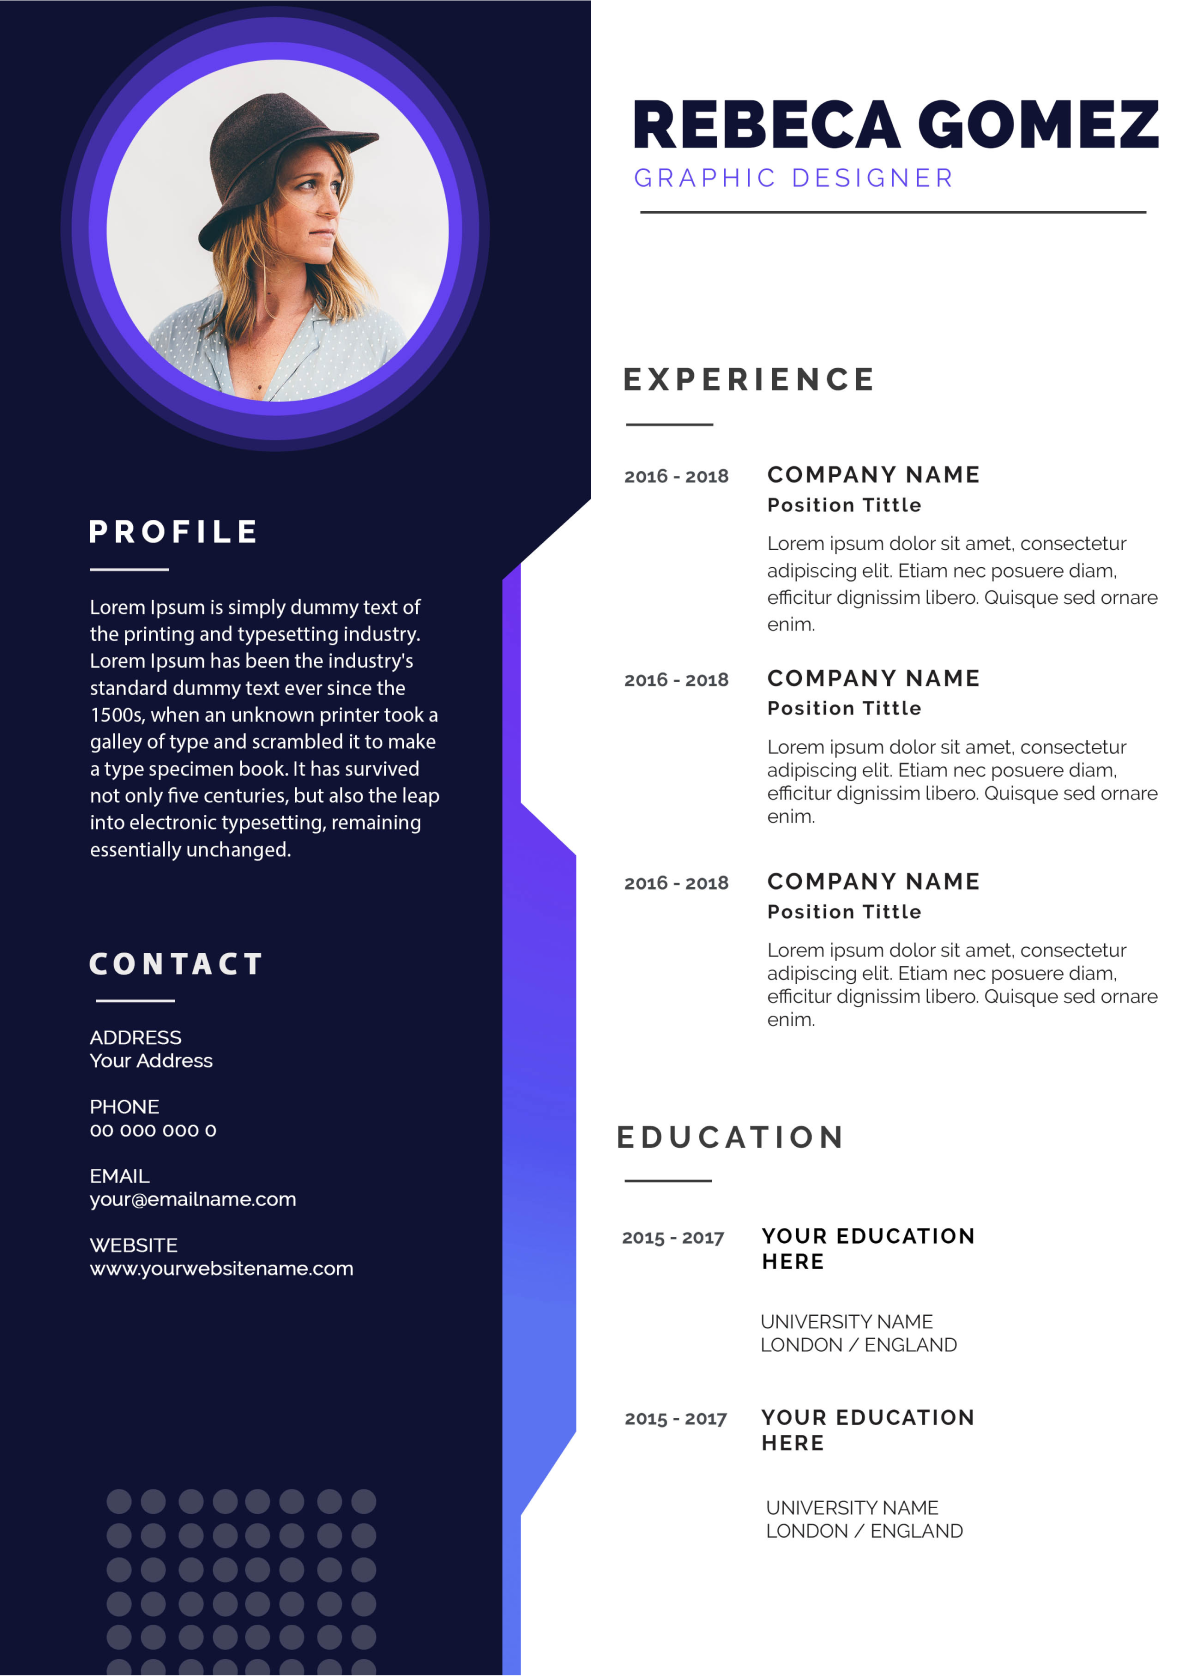 REBECA GOMEZ
GRAPHIC DESIGNER
PROFILE
Lorem Ipsum is simply dummy text of
the printing and typesetting industry.
Lorem Ipsum has been the industry's
standard dummy text ever since the
1500s, when an unknown printer took a
galley of type and scrambled it to make
a type specimen book. It has survived
not only five centuries, but also the leap
into electronic typesetting, remaining
essentially unchanged.
CONTACT
ADDRESS
Your Address
PHONE
00 000 000 0
EMAIL
your@emailname.com
WEBSITE
www.yourwebsitename.com
EXPERIENCE
2016 - 2018 COMPANY NAME
Position Tittle
Lorem ipsum dolor sit amet, consectetur
adipiscing elit. Etiam nec posuere diam,
efficitur dignissim libero. Quisque sed ornare
enim.
2016 - 2018 COMPANY NAME
Position Tittle
Lorem ipsum dolor sit amet, consectetur
adipiscing elit. Etiam nec posuere diam,
efficitur dignissim libero. Quisque sed ornare
enim.
2016 - 2018 COMPANY NAME
Position Tittle
Lorem ipsum dolor sit amet, consectetur
adipiscing elit. Etiam nec posuere diam,
efficitur dignissim libero. Quisque sed ornare
enim.
EDUCATION
2015 - 2017 YOUR EDUCATION
HERE
UNIVERSITY NAME
LONDON / ENGLAND
2015 - 2017 YOUR EDUCATION
HERE
UNIVERSITY NAME
LONDON / ENGLAND